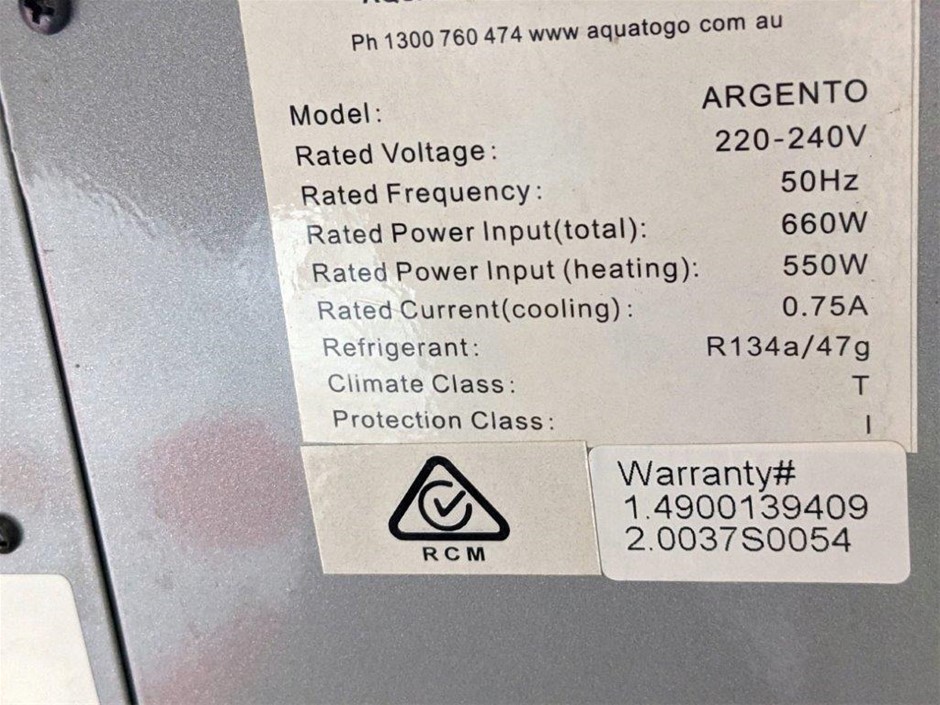 Ph 1300 760 474 www aquatogo com au
Model: ARGENTO
Rated Voltage: 220-240V
Rated Frequency: 50Hz
Rated Power Input(total): 660W
Rated Power Input (heating): 550W
Rated Current(cooling): 0.75A
Refrigerant: R134a/47g
Climate Class: T
Protection Class: I
RCM
Warranty#
1.4900139409
2.0037S0054